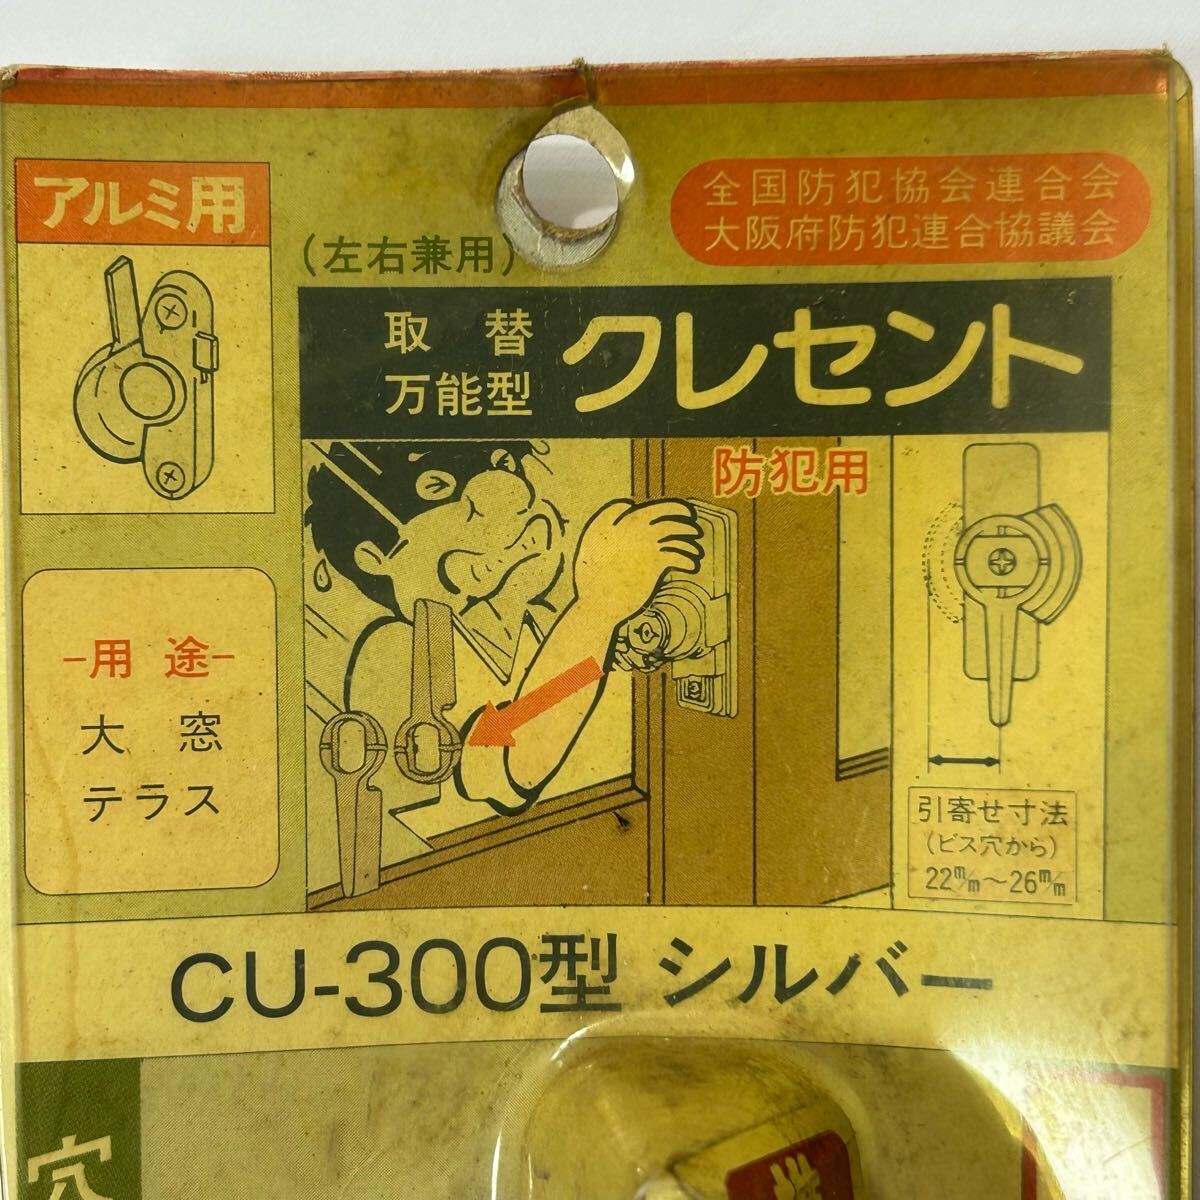 アルミ用
(左右兼用)
全国防犯協会連合会
大阪府防犯連合協議会
取替
万能型
クレセント
防犯用
-用途-
大窓
テラス
引寄せ寸法
(ビス穴から)
22m/m～26m/m
CU-300型 シルバー
穴